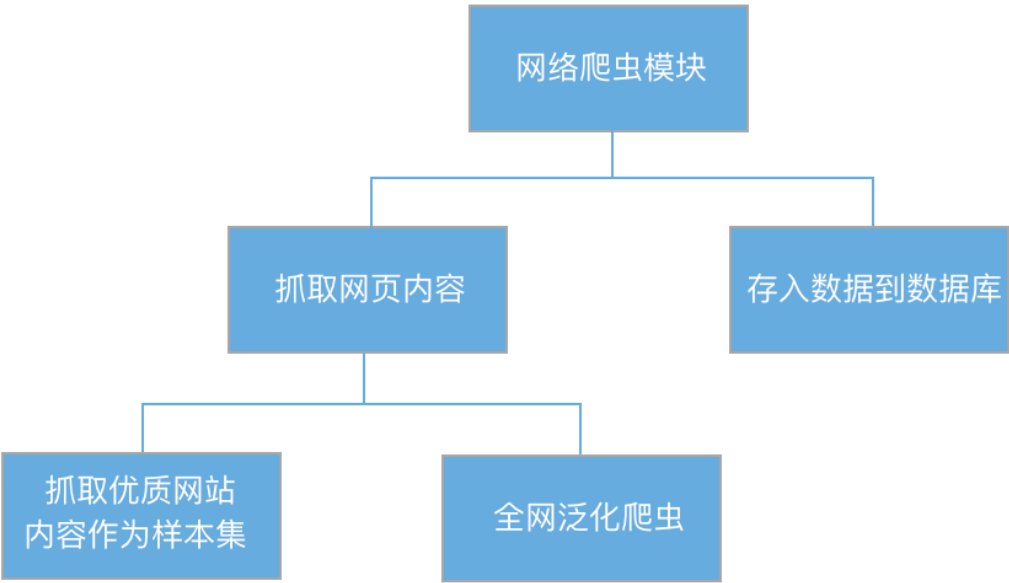 网络爬虫模块
抓取网页内容
存入数据到数据库
抓取优质网站
内容作为样本集
全网泛化爬虫